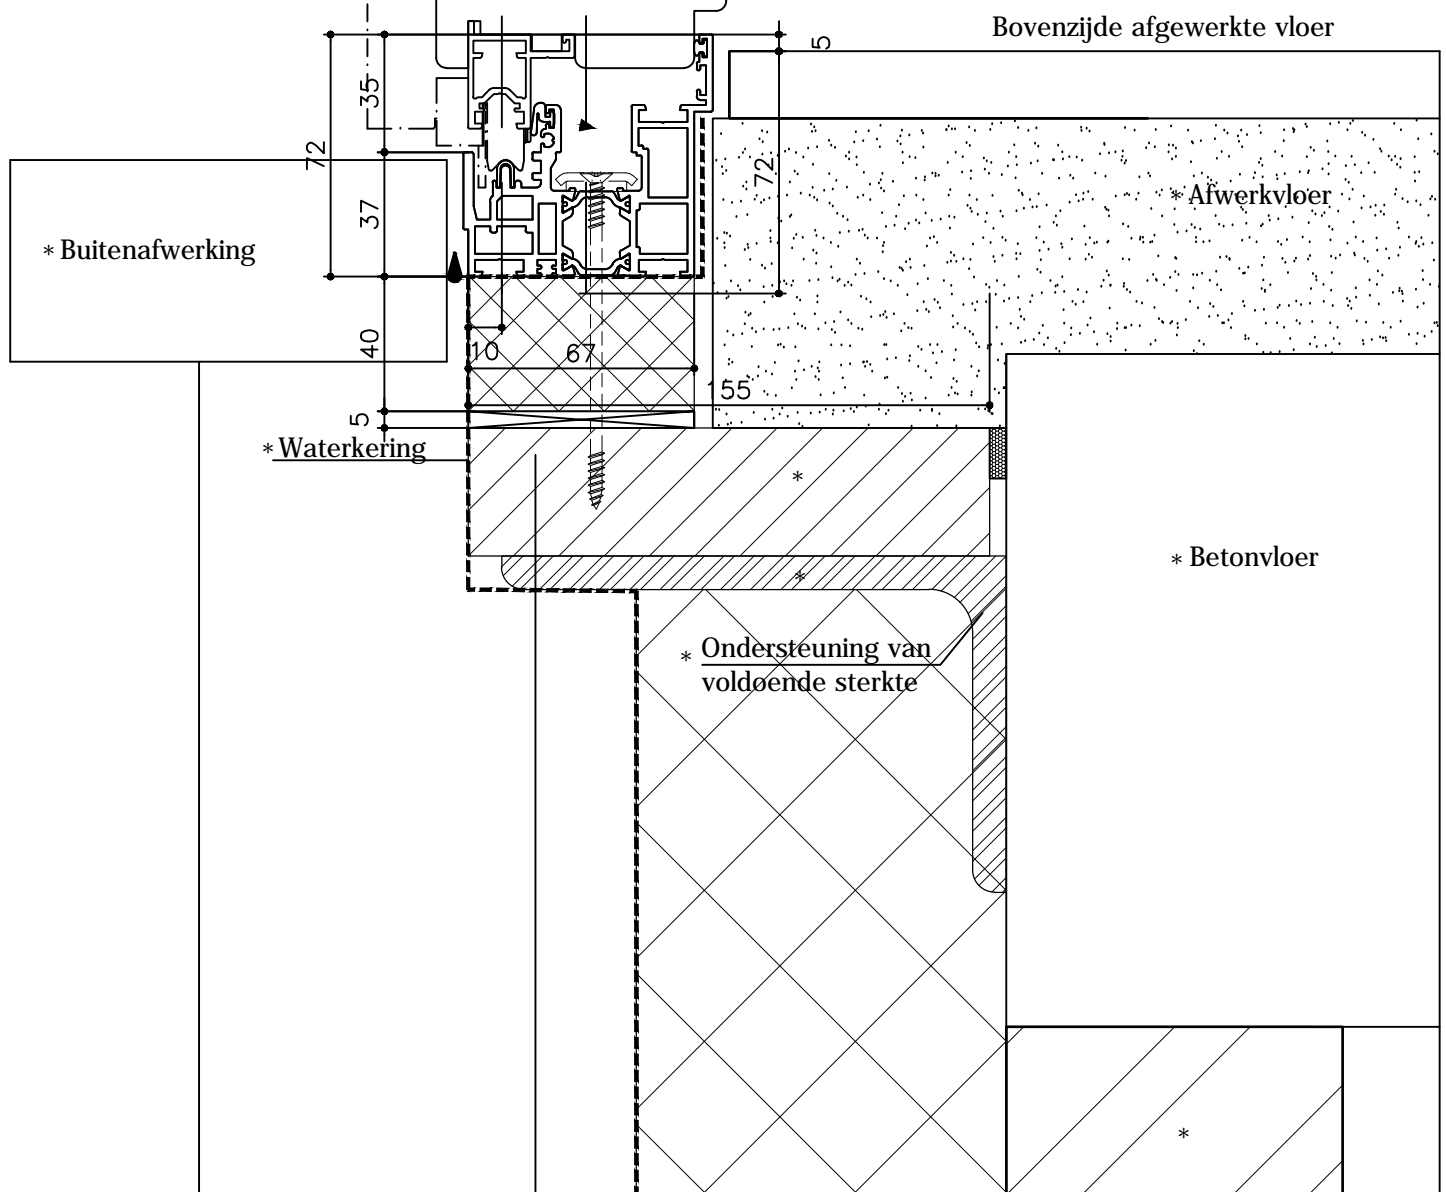 Bovenzijde afgewerkte vloer
5
35
72
72
37
* Afwerkvloer
* Buitenafwerking
40
10
67
155
5
* Waterkering
*
* Betonvloer
*
* Ondersteuning van
voldoende sterkte
*